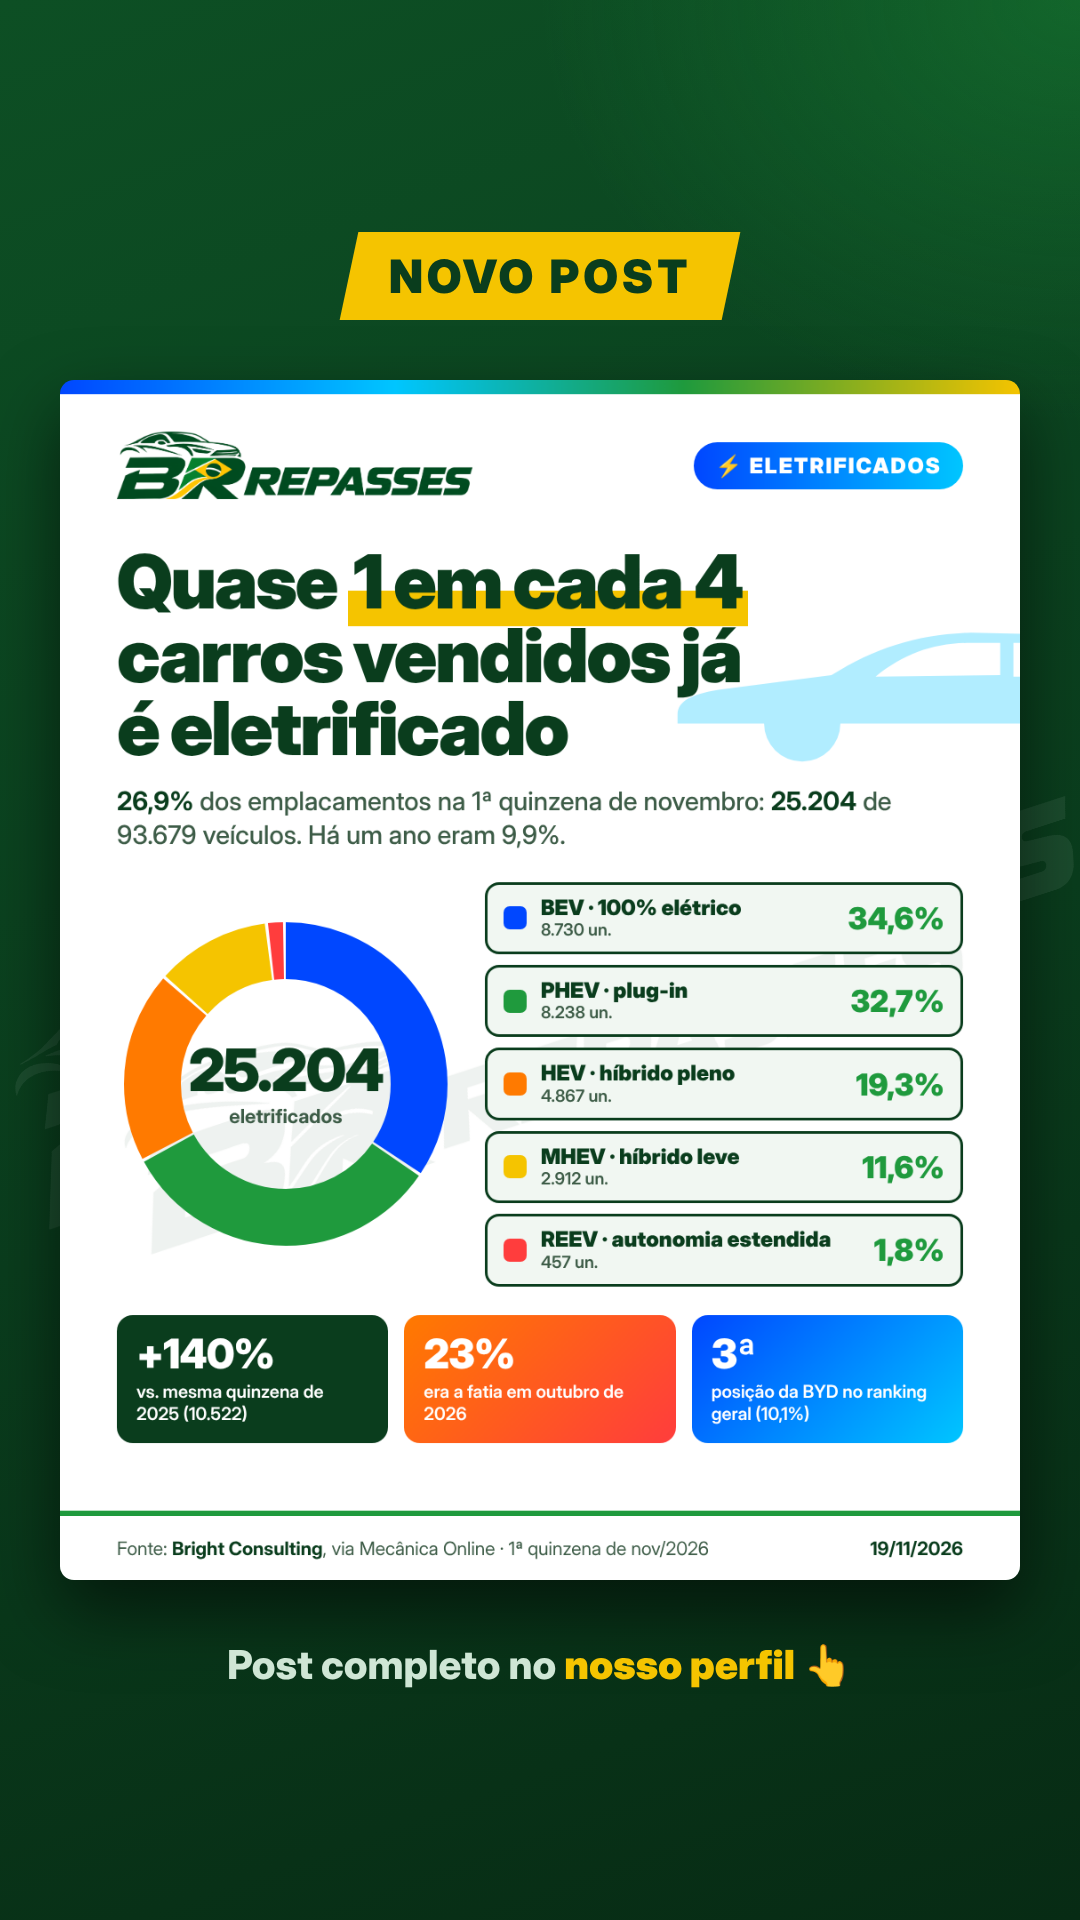 NOVO POST
BR REPASSES
⚡ ELETRIFICADOS
Quase 1 em cada 4
carros vendidos já
é eletrificado
26,9% dos emplacamentos na 1ª quinzena de novembro: 25.204 de
93.679 veículos. Há um ano eram 9,9%.
25.204
eletrificados
BEV · 100% elétrico
8.730 un.
34,6%
PHEV · plug-in
8.238 un.
32,7%
HEV · híbrido pleno
4.867 un.
19,3%
MHEV · híbrido leve
2.912 un.
11,6%
REEV · autonomia estendida
457 un.
1,8%
+140%
vs. mesma quinzena de
2025 (10.522)
23%
era a fatia em outubro de
2026
3ª
posição da BYD no ranking
geral (10,1%)
Fonte: Bright Consulting, via Mecânica Online · 1ª quinzena de nov/2026
19/11/2026
Post completo no nosso perfil 👆